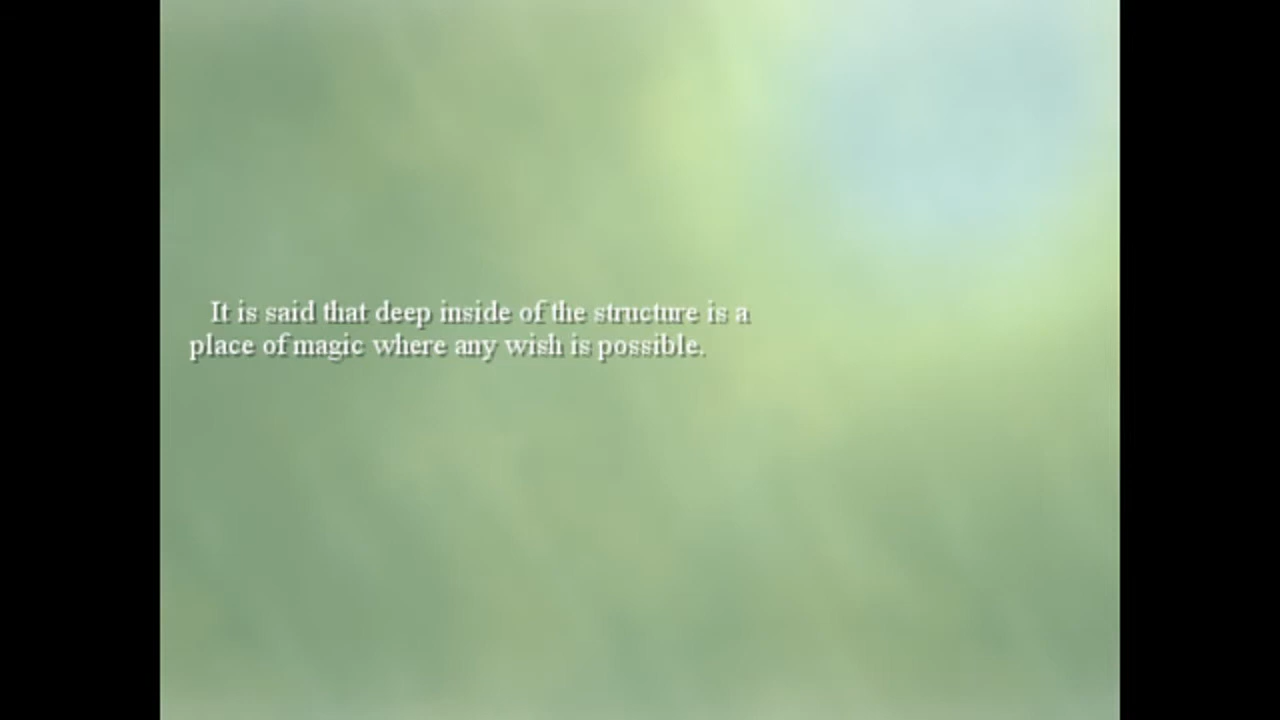 It is said that deep inside of the structure is a
place of magic where any wish is possible.